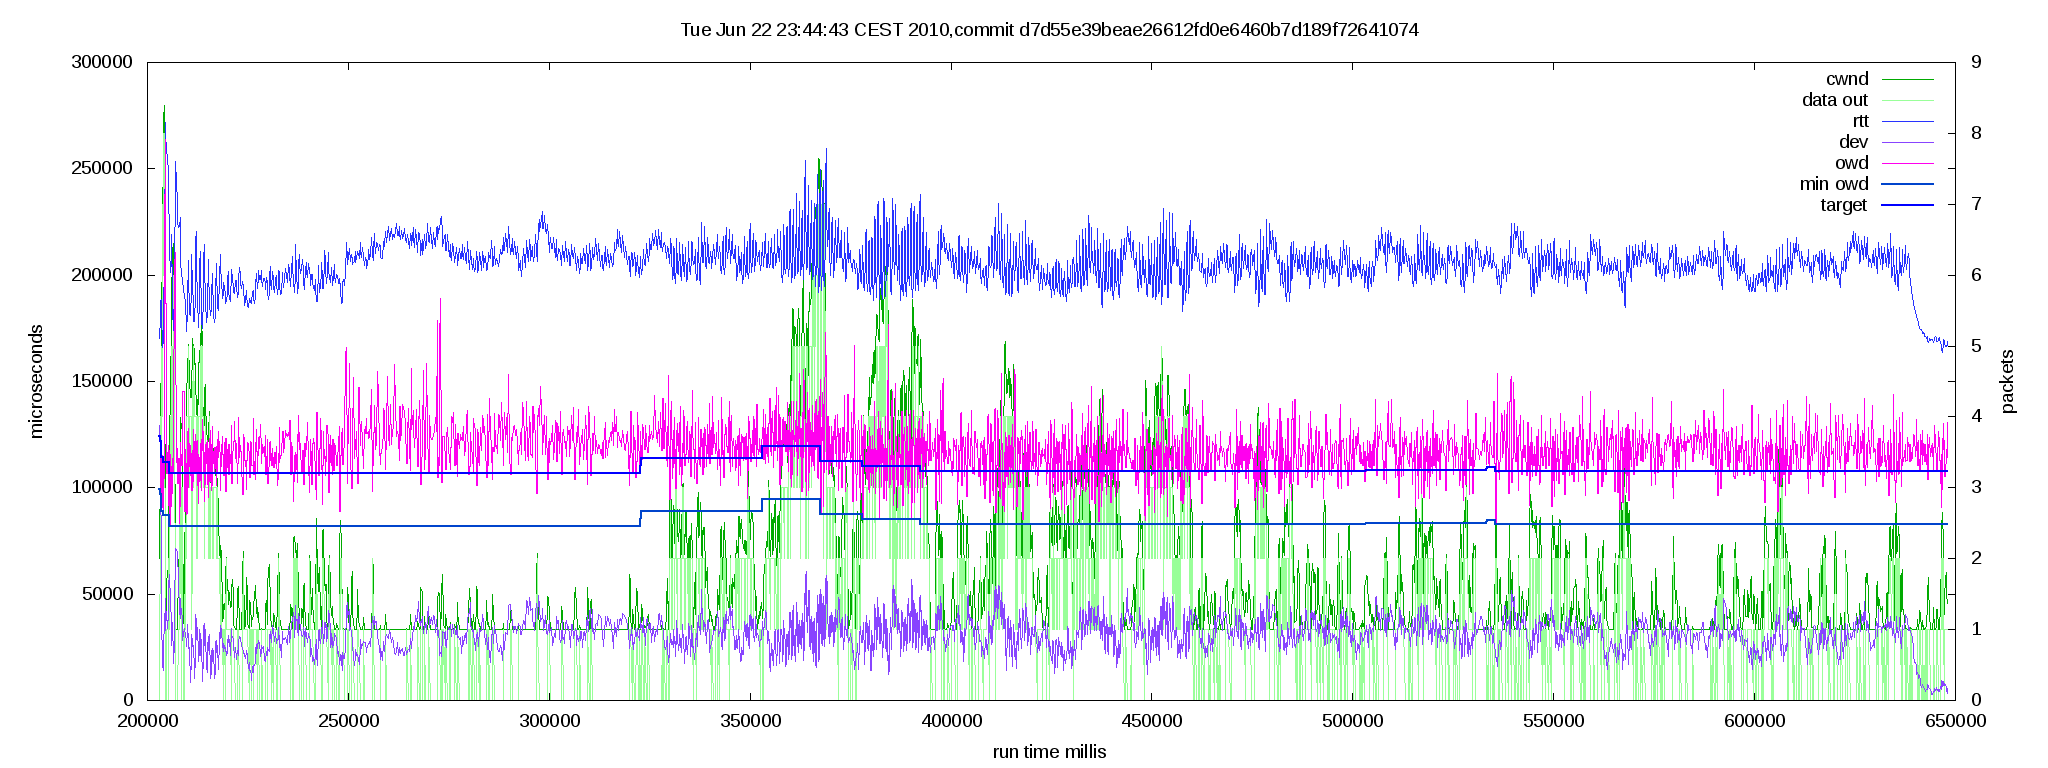 Tue Jun 22 23:44:43 CEST 2010,commit d7d55e39beae26612fd0e6460b7d189f72641074
300000
250000
200000
150000
100000
50000
0
microseconds
9
8
7
6
5
4
3
2
1
0
packets
cwnd
data out
rtt
dev
owd
min owd
target
200000 250000 300000 350000 400000 450000 500000 550000 600000 650000
run time millis